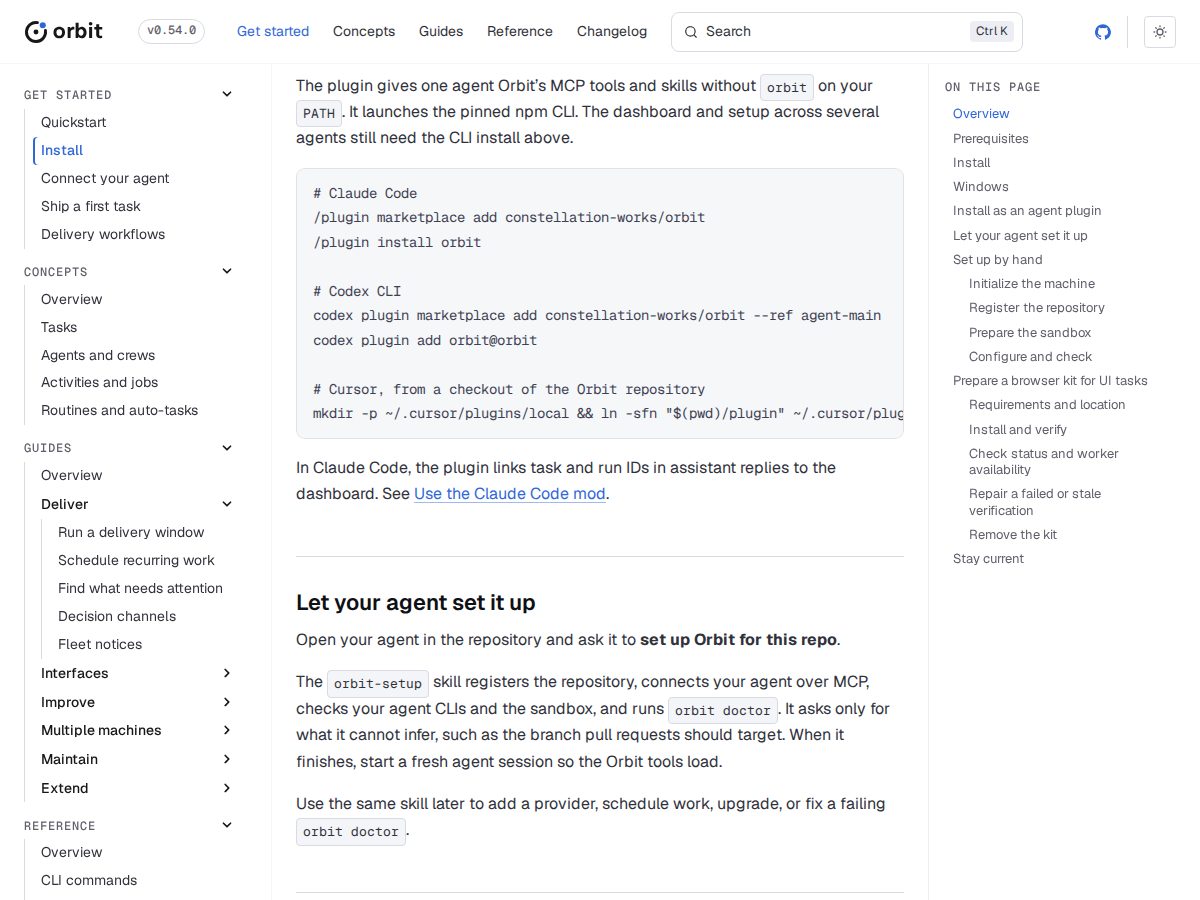 orbit
v0.54.0
Get started
Concepts
Guides
Reference
Changelog
Search
Ctrl K
GET STARTED
Quickstart
Install
Connect your agent
Ship a first task
Delivery workflows
CONCEPTS
Overview
Tasks
Agents and crews
Activities and jobs
Routines and auto-tasks
GUIDES
Overview
Deliver
Run a delivery window
Schedule recurring work
Find what needs attention
Decision channels
Fleet notices
Interfaces
Improve
Multiple machines
Maintain
Extend
REFERENCE
Overview
CLI commands
The plugin gives one agent Orbit’s MCP tools and skills without orbit on your
PATH. It launches the pinned npm CLI. The dashboard and setup across several
agents still need the CLI install above.
# Claude Code
/plugin marketplace add constellation-works/orbit
/plugin install orbit
# Codex CLI
codex plugin marketplace add constellation-works/orbit --ref agent-main
codex plugin add orbit@orbit
# Cursor, from a checkout of the Orbit repository
mkdir -p ~/.cursor/plugins/local && ln -sfn "$(pwd)/plugin" ~/.cursor/plug
In Claude Code, the plugin links task and run IDs in assistant replies to the
dashboard. See Use the Claude Code mod.
Let your agent set it up
Open your agent in the repository and ask it to set up Orbit for this repo.
The orbit-setup skill registers the repository, connects your agent over MCP,
checks your agent CLIs and the sandbox, and runs orbit doctor. It asks only for
what it cannot infer, such as the branch pull requests should target. When it
finishes, start a fresh agent session so the Orbit tools load.
Use the same skill later to add a provider, schedule work, upgrade, or fix a failing
orbit doctor.
ON THIS PAGE
Overview
Prerequisites
Install
Windows
Install as an agent plugin
Let your agent set it up
Set up by hand
Initialize the machine
Register the repository
Prepare the sandbox
Configure and check
Prepare a browser kit for UI tasks
Requirements and location
Install and verify
Check status and worker
availability
Repair a failed or stale
verification
Remove the kit
Stay current